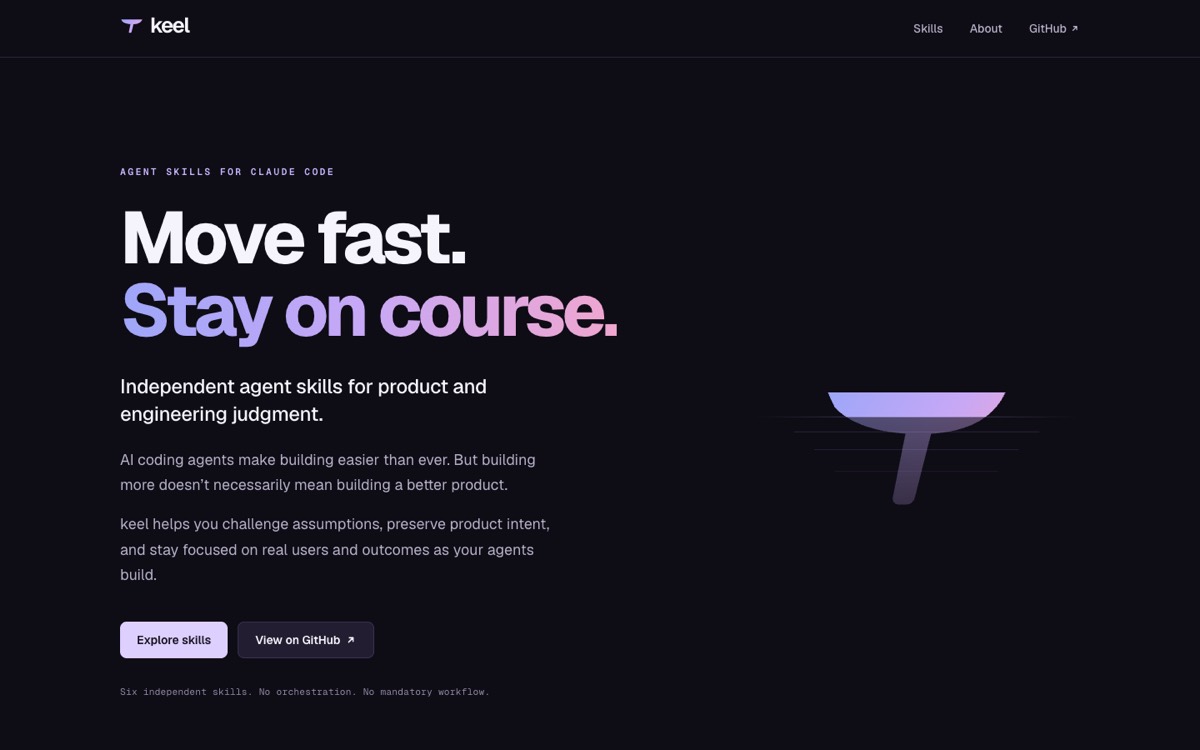 keel
Skills
About
GitHub ↗
AGENT SKILLS FOR CLAUDE CODE
Move fast.
Stay on course.
Independent agent skills for product and
engineering judgment.
AI coding agents make building easier than ever. But building
more doesn’t necessarily mean building a better product.
keel helps you challenge assumptions, preserve product intent,
and stay focused on real users and outcomes as your agents
build.
Explore skills
View on GitHub ↗
Six independent skills. No orchestration. No mandatory workflow.